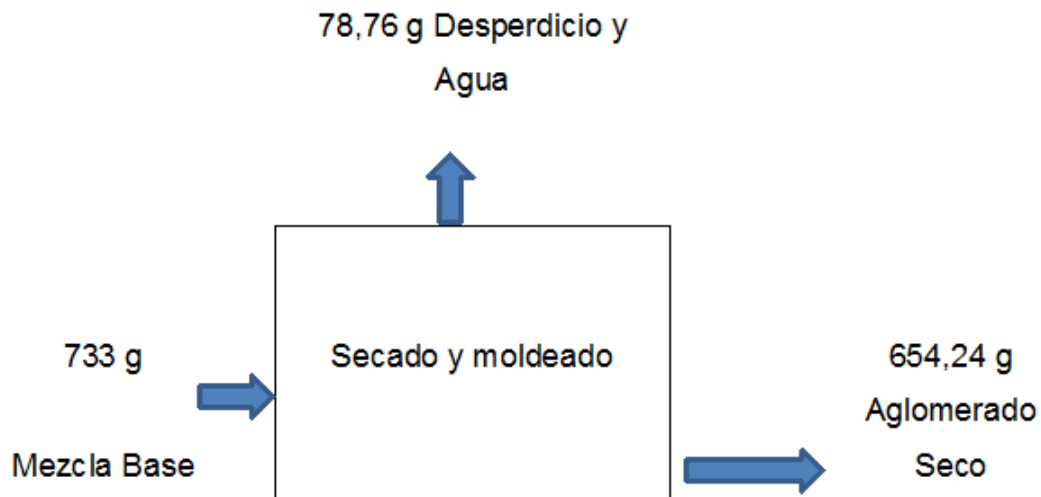 78,76 g Desperdicio y
Agua
733 g
Mezcla Base
Secado y moldeado
654,24 g
Aglomerado
Seco